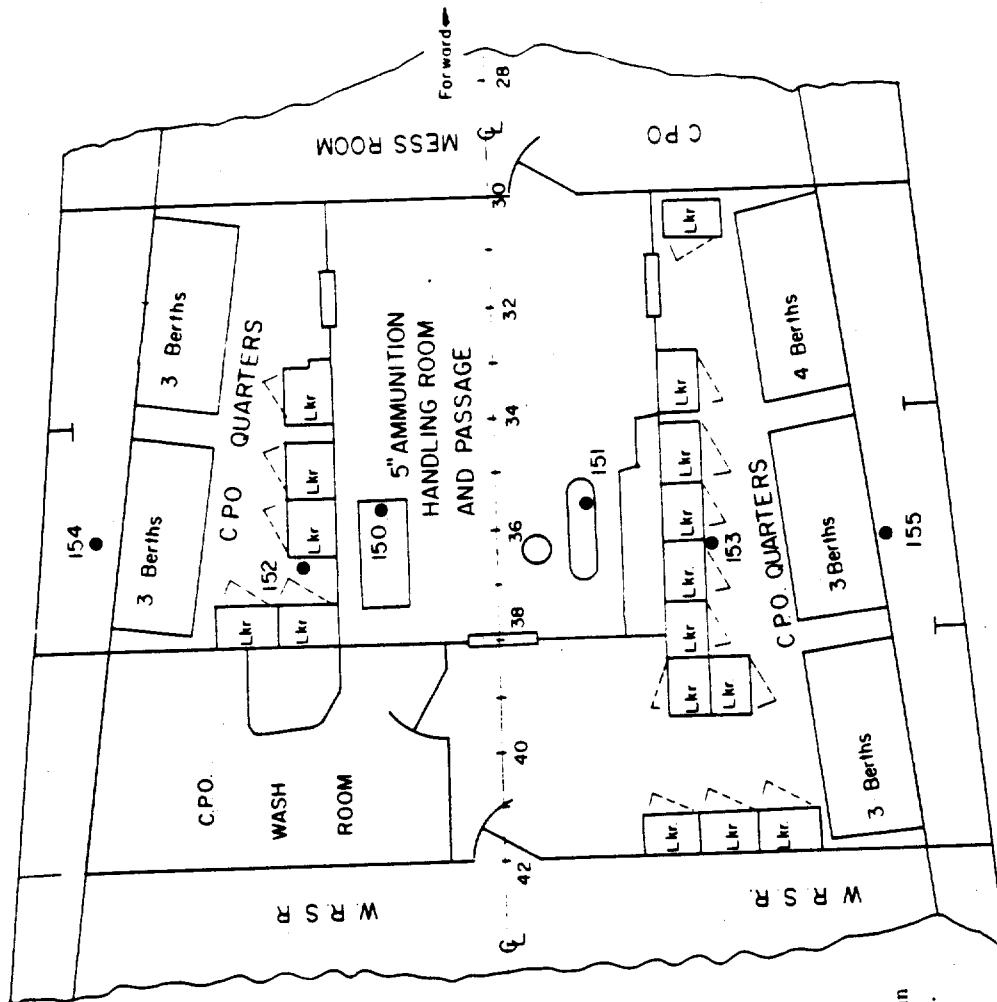 Forward
MESS ROOM
C P O
℄
28
30
32
34
36
38
40
42
℄
154
3 Berths
3 Berths
C P O QUARTERS
Lkr
Lkr
Lkr
152
Lkr
Lkr
150
5" AMMUNITION
HANDLING ROOM
AND PASSAGE
151
Lkr
Lkr
Lkr
Lkr
Lkr
Lkr
153
Lkr
Lkr
C.P.O. QUARTERS
4 Berths
3 Berths
3 Berths
155
Lkr.
Lkr.
Lkr.
C.P.O.
WASH
ROOM
W R S R
W R S R